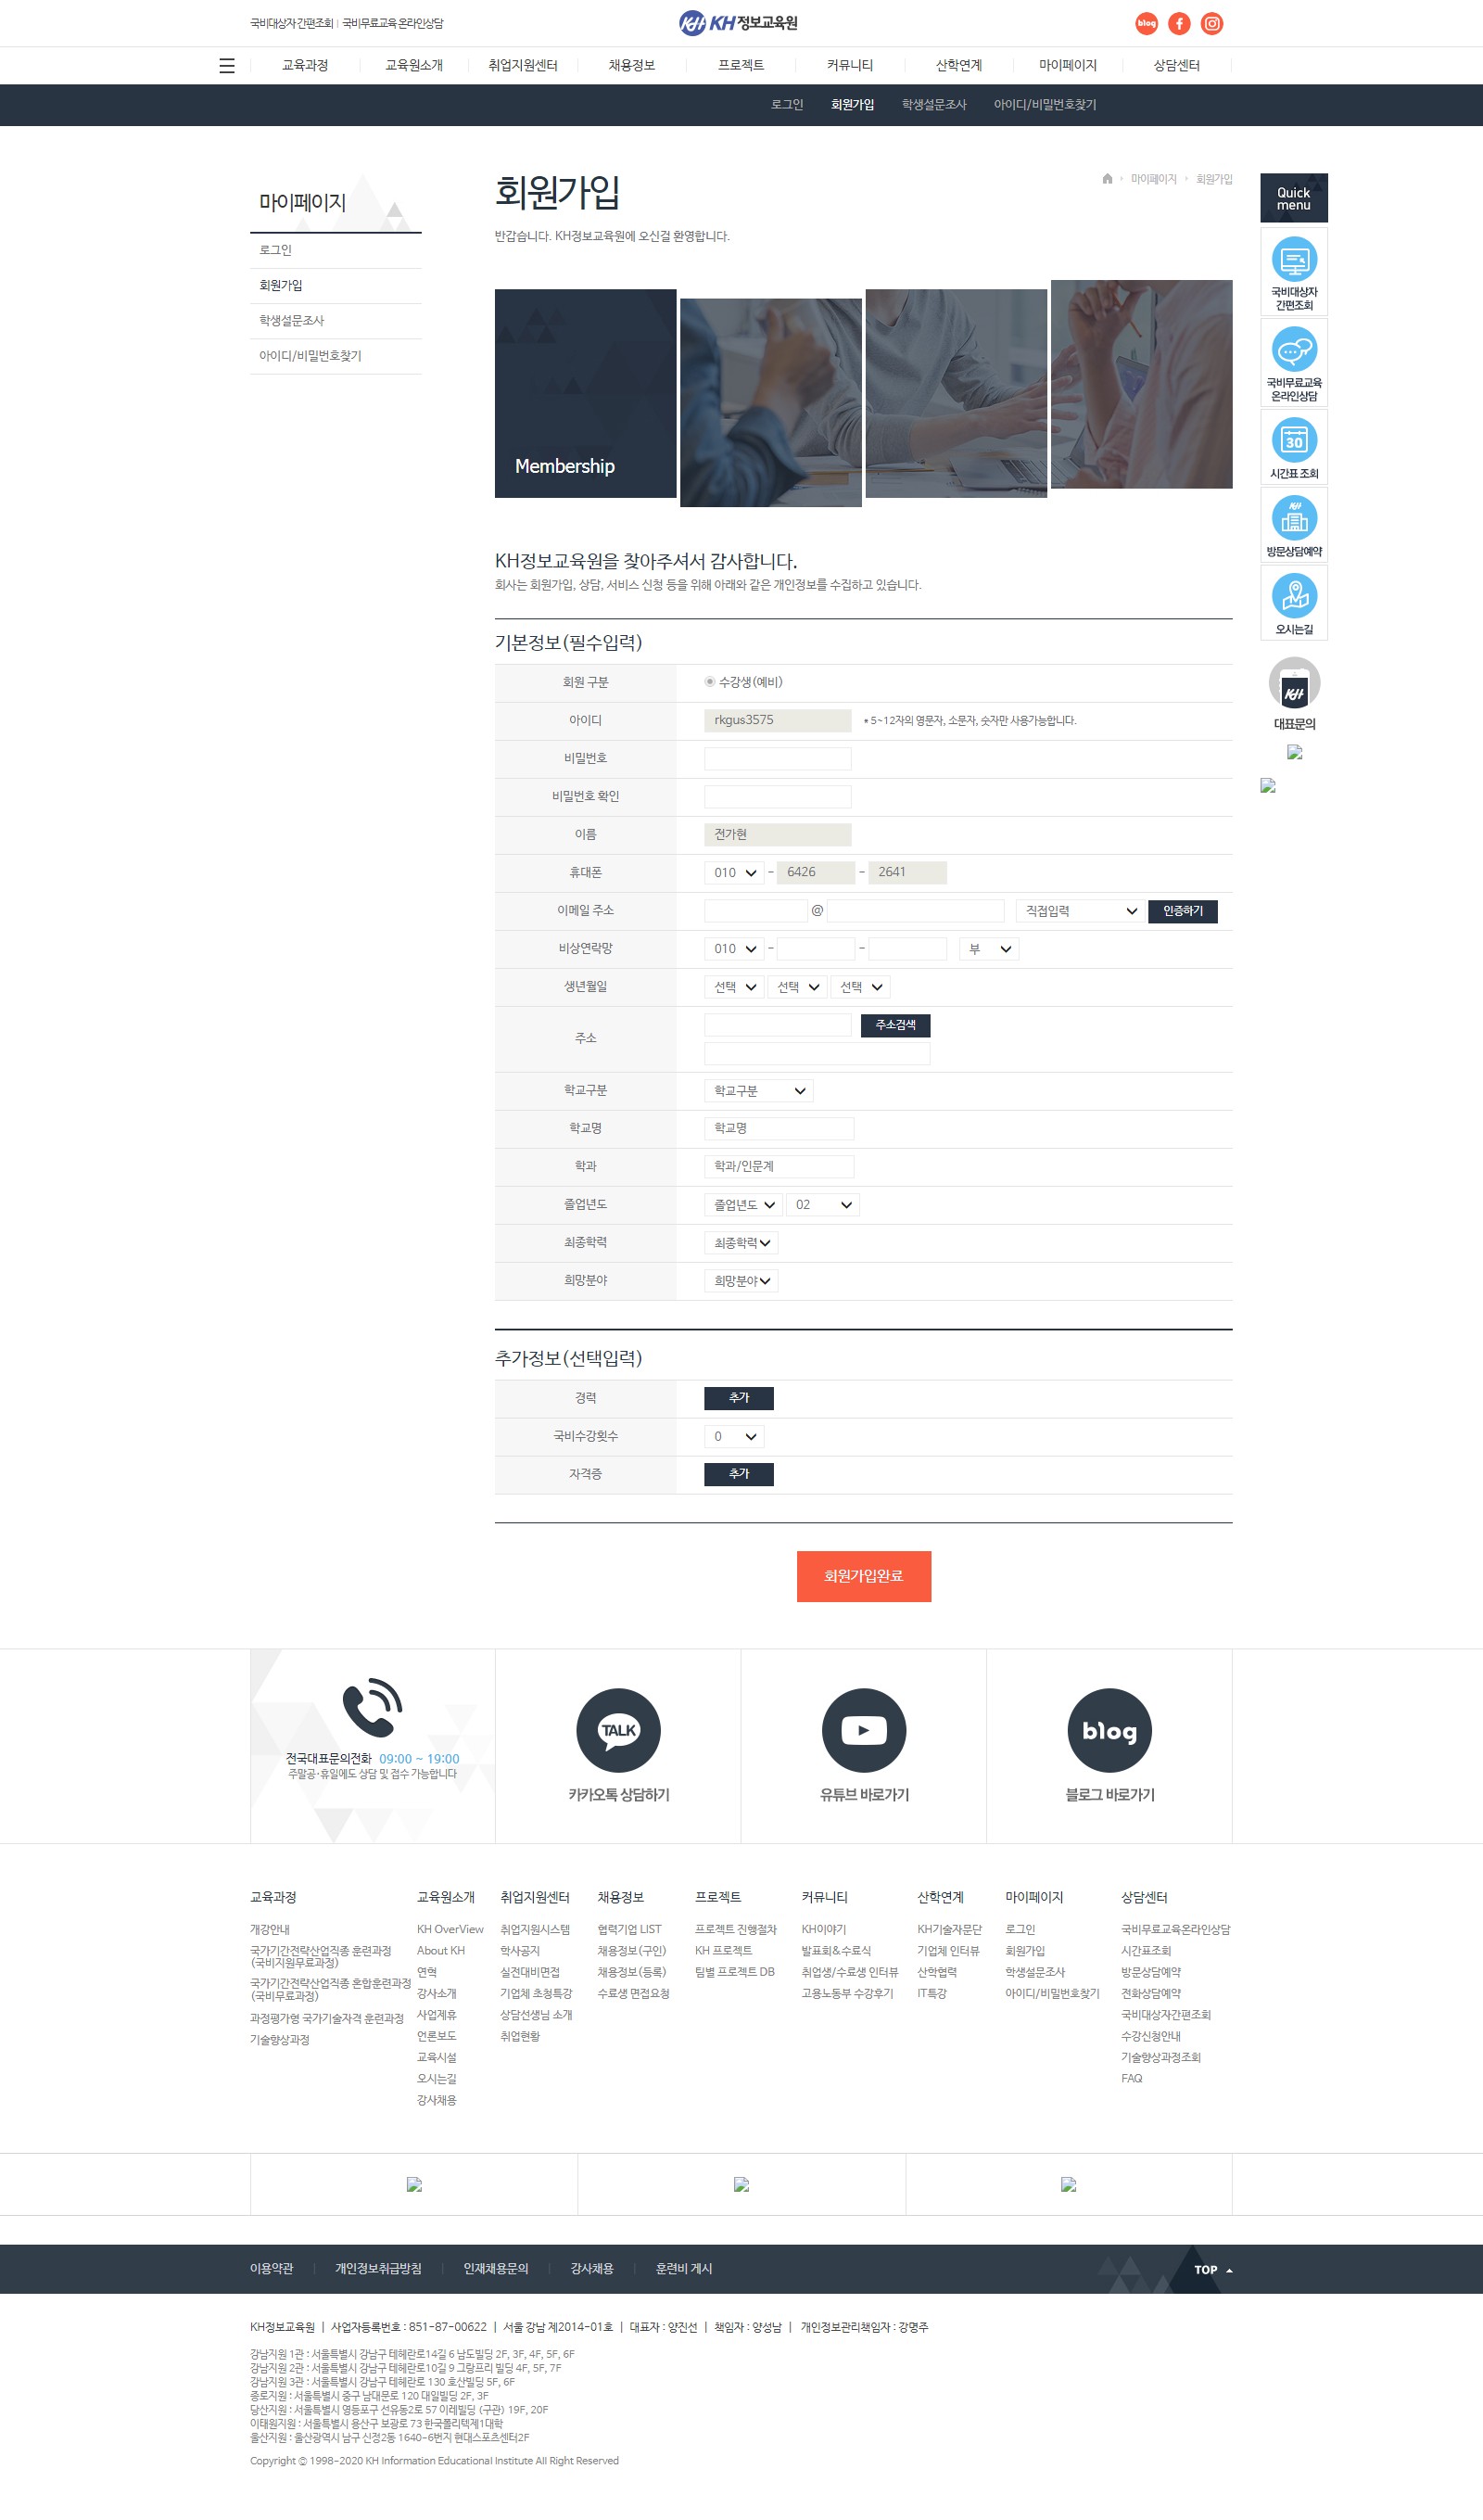 국비대상자 간편조회 | 국비무료교육 온라인상담
KH KH정보교육원
blog
교육과정 교육원소개 취업지원센터 채용정보 프로젝트 커뮤니티 산학연계 마이페이지 상담센터
로그인 회원가입 학생설문조사 아이디/비밀번호찾기
마이페이지
로그인
회원가입
학생설문조사
아이디/비밀번호찾기
회원가입
마이페이지 회원가입
반갑습니다. KH정보교육원에 오신걸 환영합니다.
Membership
Quick
menu
국비대상자
간편조회
국비무료교육
온라인상담
30
시간표 조회
KH
방문상담예약
오시는길
KH
대표문의
KH정보교육원을 찾아주셔서 감사합니다.
회사는 회원가입, 상담, 서비스 신청 등을 위해 아래와 같은 개인정보를 수집하고 있습니다.
기본정보(필수입력)
회원 구분 수강생(예비)
아이디 rkgus3575 * 5~12자의 영문자, 소문자, 숫자만 사용가능합니다.
비밀번호
비밀번호 확인
이름 전가현
휴대폰 010 - 6426 - 2641
이메일 주소 @ 직접입력 인증하기
비상연락망 010 - - 부
생년월일 선택 선택 선택
주소 주소검색
학교구분 학교구분
학교명 학교명
학과 학과/인문계
졸업년도 졸업년도 02
최종학력 최종학력
희망분야 희망분야
추가정보(선택입력)
경력 추가
국비수강횟수 0
자격증 추가
회원가입완료
전국대표문의전화 09:00 ~ 19:00
주말공·휴일에도 상담 및 접수 가능합니다
TALK
카카오톡 상담하기
유튜브 바로가기
blog
블로그 바로가기
교육과정
개강안내
국가기간전략산업직종 훈련과정
(국비지원무료과정)
국가기간전략산업직종 혼합훈련과정
(국비무료과정)
과정평가형 국가기술자격 훈련과정
기술향상과정
교육원소개
KH OverView
About KH
연혁
강사소개
사업제휴
언론보도
교육시설
오시는길
강사채용
취업지원센터
취업지원시스템
학사공지
실전대비면접
기업체 초청특강
상담선생님 소개
취업현황
채용정보
협력기업 LIST
채용정보(구인)
채용정보(등록)
수료생 면접요청
프로젝트
프로젝트 진행절차
KH 프로젝트
팀별 프로젝트 DB
커뮤니티
KH이야기
발표회&수료식
취업생/수료생 인터뷰
고용노동부 수강후기
산학연계
KH기술자문단
기업체 인터뷰
산학협력
IT특강
마이페이지
로그인
회원가입
학생설문조사
아이디/비밀번호찾기
상담센터
국비무료교육온라인상담
시간표조회
방문상담예약
전화상담예약
국비대상자간편조회
수강신청안내
기술향상과정조회
FAQ
이용약관 개인정보취급방침 인재채용문의 강사채용 훈련비 게시 TOP
KH정보교육원 | 사업자등록번호 : 851-87-00622 | 서울 강남 제2014-01호 | 대표자 : 양진선 | 책임자 : 양성남 | 개인정보관리책임자 : 강명주
강남지원 1관 : 서울특별시 강남구 테헤란로14길 6 남도빌딩 2F, 3F, 4F, 5F, 6F
강남지원 2관 : 서울특별시 강남구 테헤란로10길 9 그랑프리 빌딩 4F, 5F, 7F
강남지원 3관 : 서울특별시 강남구 테헤란로 130 호산빌딩 5F, 6F
종로지원 : 서울특별시 중구 남대문로 120 대일빌딩 2F, 3F
당산지원 : 서울특별시 영등포구 선유동2로 57 이레빌딩 (구관) 19F, 20F
이태원지원 : 서울특별시 용산구 보광로 73 한국폴리텍제1대학
울산지원 : 울산광역시 남구 신정2동 1640-6번지 현대스포츠센터2F
Copyright © 1998-2020 KH Information Educational Institute All Right Reserved